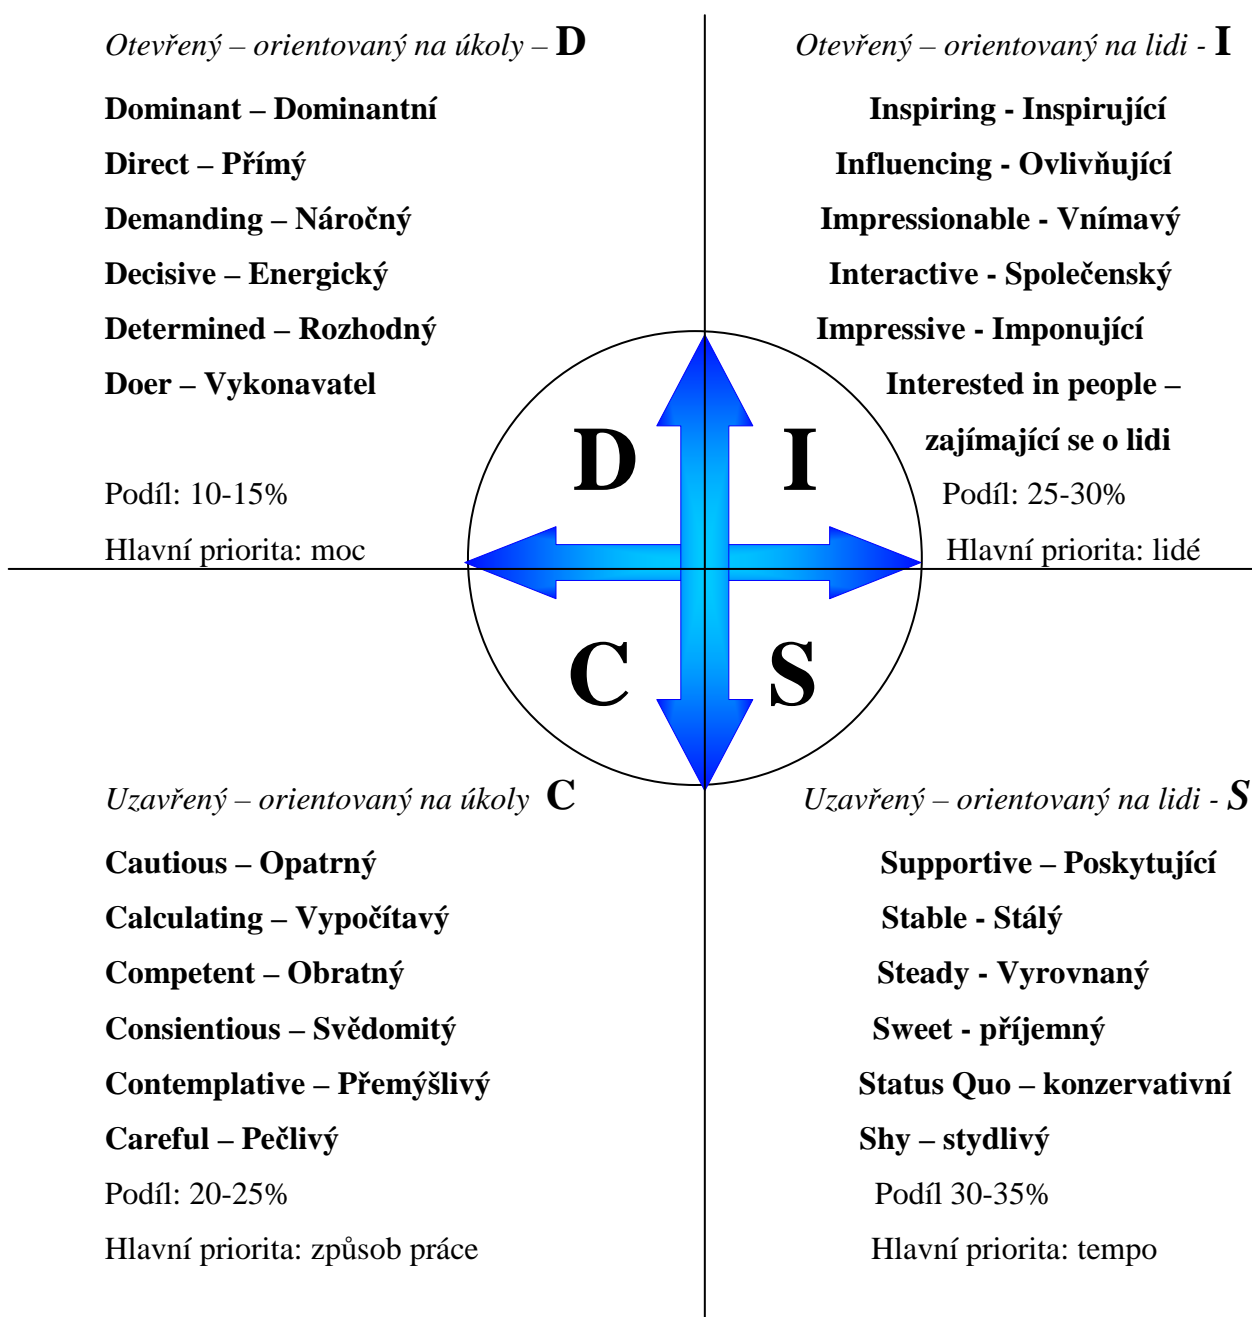 Otevřený – orientovaný na úkoly – D
Dominant – Dominantní
Direct – Přímý
Demanding – Náročný
Decisive – Energický
Determined – Rozhodný
Doer – Vykonavatel
Podíl: 10-15%
Hlavní priorita: moc
Otevřený – orientovaný na lidi - I
Inspiring - Inspirující
Influencing - Ovlivňující
Impressionable - Vnímavý
Interactive - Společenský
Impressive - Imponující
Interested in people –
zajímající se o lidi
Podíl: 25-30%
Hlavní priorita: lidé
D
I
C
S
Uzavřený – orientovaný na úkoly C
Cautious – Opatrný
Calculating – Vypočítavý
Competent – Obratný
Consientious – Svědomitý
Contemplative – Přemýšlivý
Careful – Pečlivý
Podíl: 20-25%
Hlavní priorita: způsob práce
Uzavřený – orientovaný na lidi - S
Supportive – Poskytující
Stable - Stálý
Steady - Vyrovnaný
Sweet - příjemný
Status Quo – konzervativní
Shy – stydlivý
Podíl 30-35%
Hlavní priorita: tempo